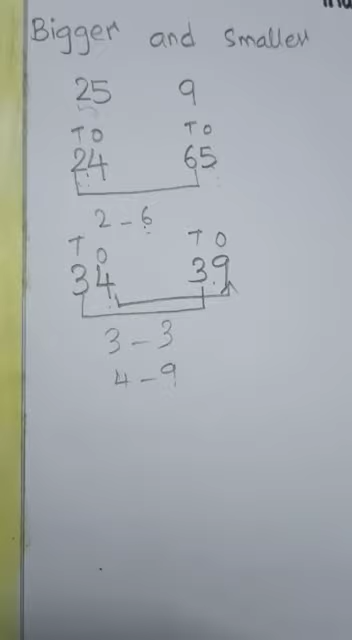 Bigger and Smaller
25 9
T O T O
24 65
2 - 6
T O T O
34 39
3 - 3
4 - 9